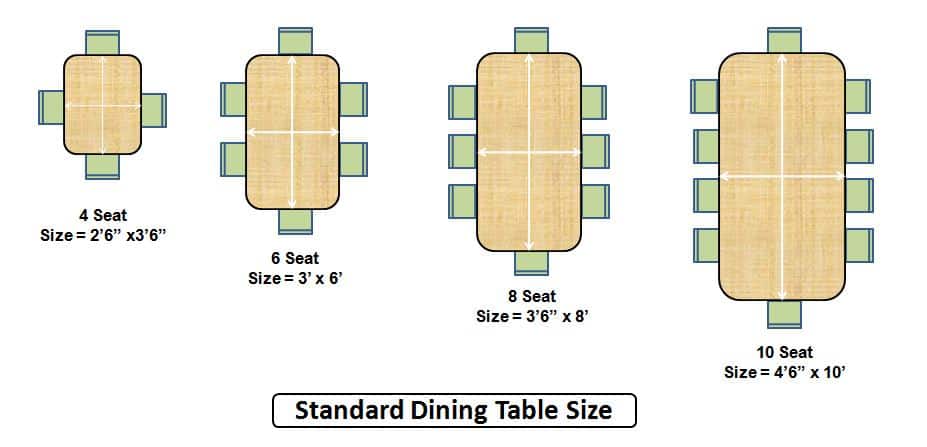 4 Seat
Size = 2’6” x3’6”
6 Seat
Size = 3’ x 6’
8 Seat
Size = 3’6” x 8’
10 Seat
Size = 4’6” x 10’
Standard Dining Table Size